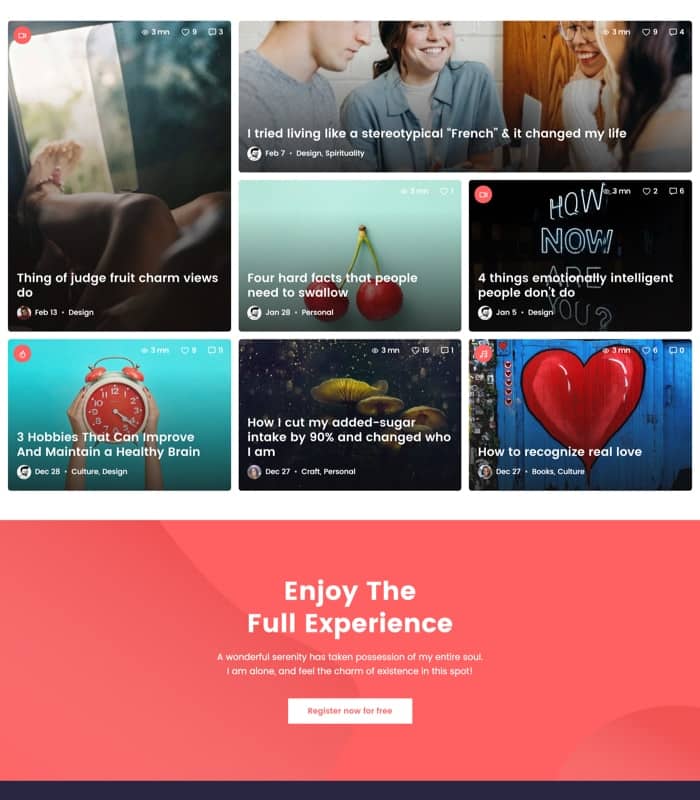 3 mn 9 3
Thing of judge fruit charm views
do
Feb 13 • Design
3 mn 9 4
I tried living like a stereotypical "French" & it changed my life
Feb 7 • Design, Spirituality
3 mn 1
Four hard facts that people
need to swallow
Jan 28 • Personal
3 mn 2 6
HOW
NOW
ARE
YOU?
4 things emotionally intelligent
people don't do
Jan 5 • Design
3 mn 8 11
3 Hobbies That Can Improve
And Maintain a Healthy Brain
Dec 28 • Culture, Design
3 mn 15 1
How I cut my added-sugar
intake by 90% and changed who
I am
Dec 27 • Craft, Personal
3 mn 6 0
How to recognize real love
Dec 27 • Books, Culture
Enjoy The
Full Experience
A wonderful serenity has taken possession of my entire soul.
I am alone, and feel the charm of existence in this spot!
Register now for free